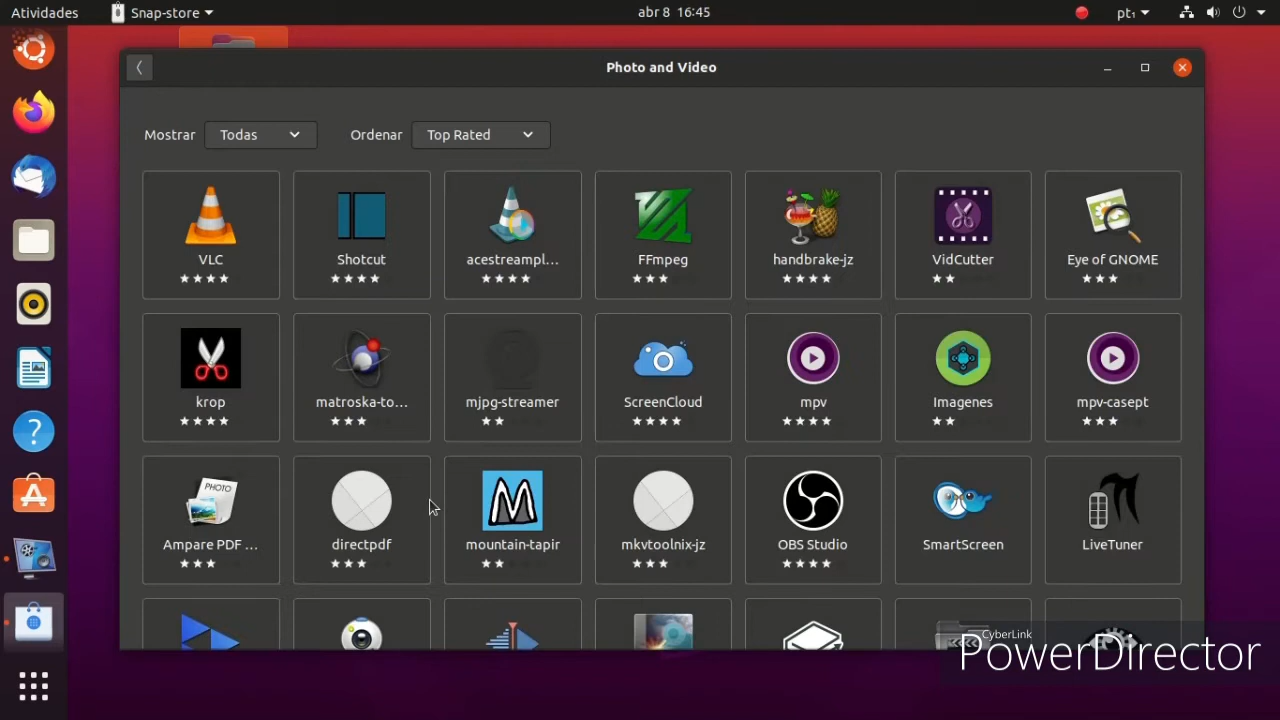 Atividades
Snap-store
abr 8 16:45
pt₁
Photo and Video
Mostrar
Todas
Ordenar
Top Rated
VLC
Shotcut
acestreampl...
FFmpeg
handbrake-jz
VidCutter
Eye of GNOME
krop
matroska-to...
mjpg-streamer
ScreenCloud
mpv
Imagenes
mpv-casept
PHOTO
Ampare PDF ...
directpdf
mountain-tapir
mkvtoolnix-jz
OBS Studio
SmartScreen
LiveTuner
CyberLink
PowerDirector